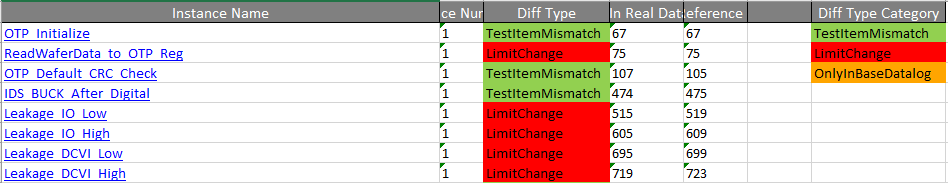 Instance Name ce Nur Diff Type In Real Dat Reference Diff Type Category
OTP_Initialize 1 TestItemMismatch 67 67 TestItemMismatch
ReadWaferData_to_OTP_Reg 1 LimitChange 75 75 LimitChange
OTP_Default_CRC_Check 1 TestItemMismatch 107 105 OnlyInBaseDatalog
IDS_BUCK_After_Digital 1 TestItemMismatch 474 475
Leakage_IO_Low 1 LimitChange 515 519
Leakage_IO_High 1 LimitChange 605 609
Leakage_DCVI_Low 1 LimitChange 695 699
Leakage_DCVI_High 1 LimitChange 719 723